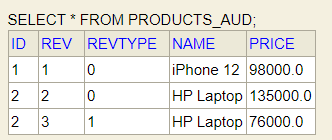 SELECT * FROM PRODUCTS_AUD;
ID REV REVTYPE NAME PRICE
1 1 0 iPhone 12 98000.0
2 2 0 HP Laptop 135000.0
2 3 1 HP Laptop 76000.0